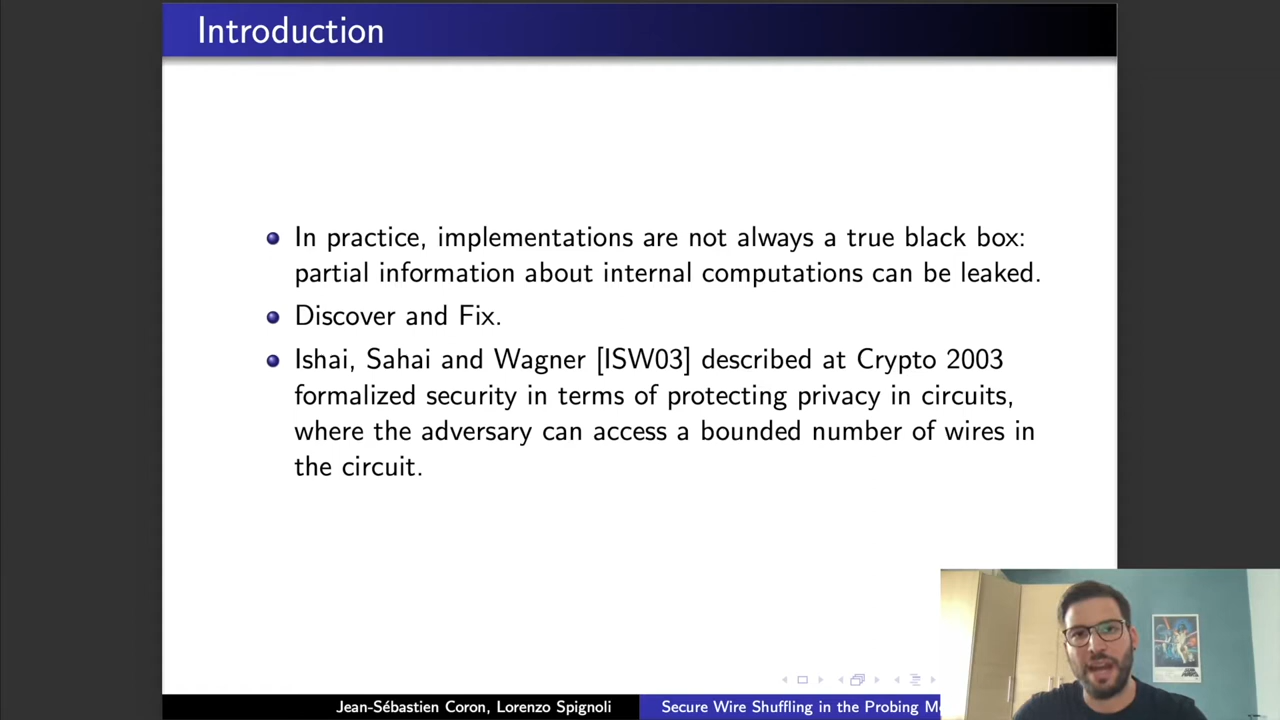 Introduction
In practice, implementations are not always a true black box:
partial information about internal computations can be leaked.
Discover and Fix.
Ishai, Sahai and Wagner [ISW03] described at Crypto 2003
formalized security in terms of protecting privacy in circuits,
where the adversary can access a bounded number of wires in
the circuit.
Jean-Sébastien Coron, Lorenzo Spignoli
Secure Wire Shuffling in the Probing